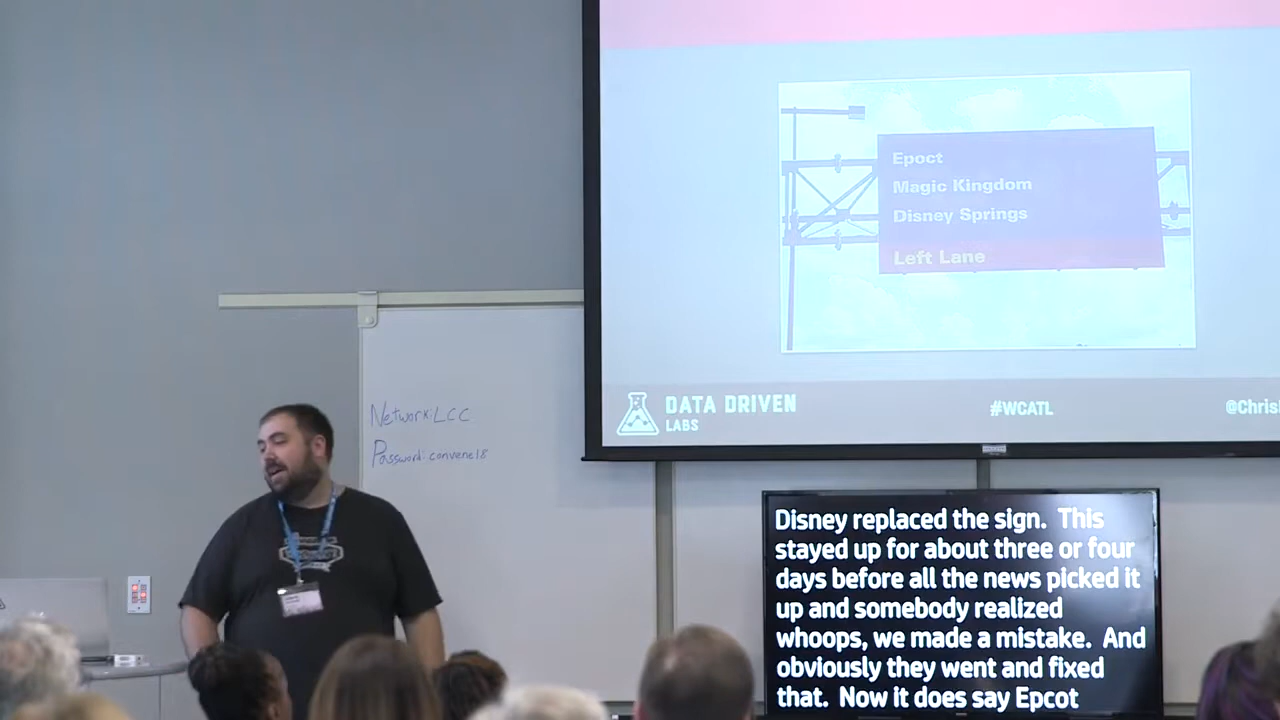 Epoct
Magic Kingdom
Disney Springs
Left Lane
DATA DRIVEN
LABS
#WCATL
@Chris
Network: LCC
Password: convene18
Disney replaced the sign. This
stayed up for about three or four
days before all the news picked it
up and somebody realized
whoops, we made a mistake. And
obviously they went and fixed
that. Now it does say Epcot